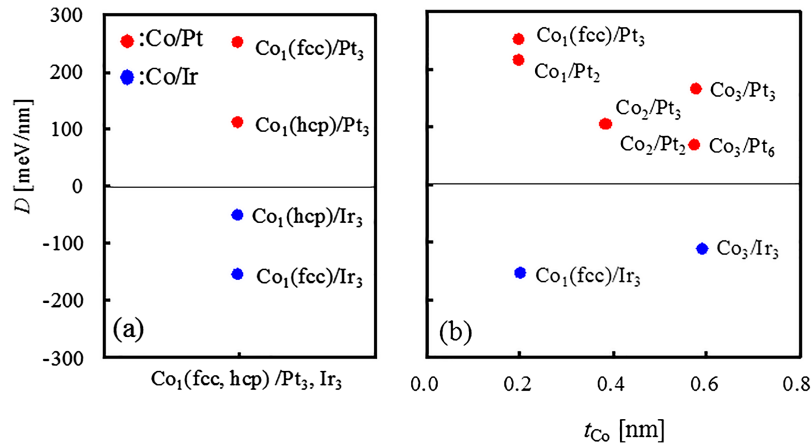 300
200
100
0
-100
-200
-300
D [meV/nm]
:Co/Pt
:Co/Ir
Co₁(fcc)/Pt₃
Co₁(hcp)/Pt₃
Co₁(hcp)/Ir₃
Co₁(fcc)/Ir₃
(a)
Co₁(fcc, hcp) /Pt₃, Ir₃
Co₁(fcc)/Pt₃
Co₁/Pt₂
Co₂/Pt₃
Co₃/Pt₃
Co₂/Pt₂
Co₃/Pt₆
Co₃/Ir₃
Co₁(fcc)/Ir₃
(b)
0.0 0.2 0.4 0.6 0.8
t_Co [nm]